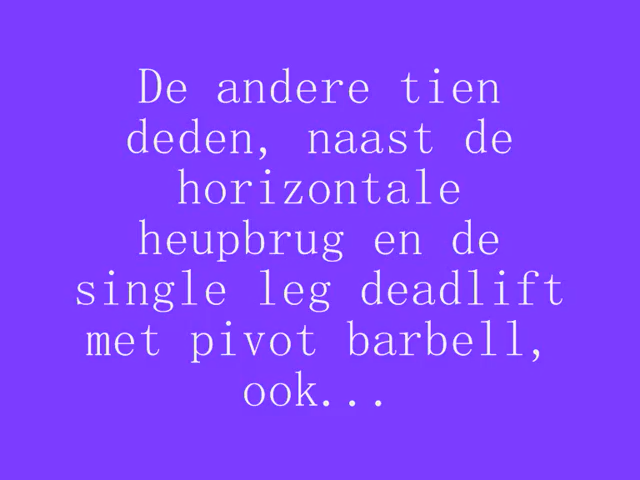 De andere tien
deden, naast de
horizontale
heupbrug en de
single leg deadlift
met pivot barbell,
ook...